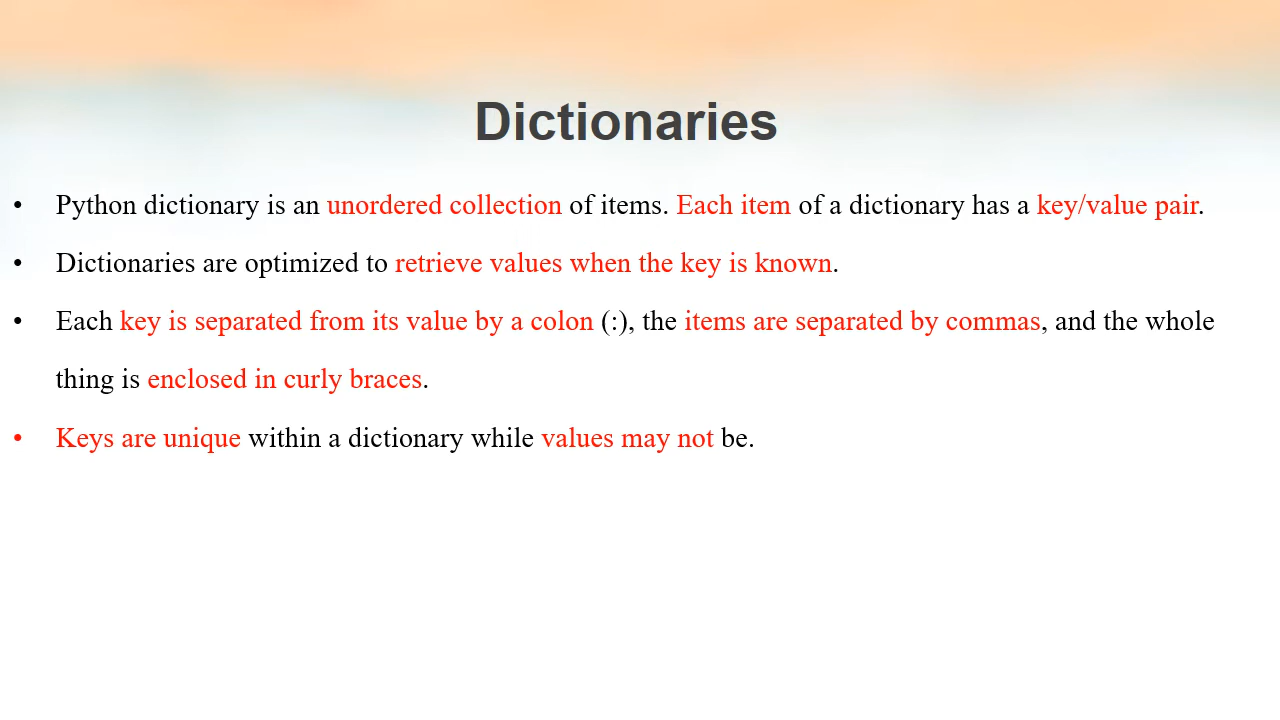 Dictionaries
• Python dictionary is an unordered collection of items. Each item of a dictionary has a key/value pair.
• Dictionaries are optimized to retrieve values when the key is known.
• Each key is separated from its value by a colon (:), the items are separated by commas, and the whole
thing is enclosed in curly braces.
• Keys are unique within a dictionary while values may not be.